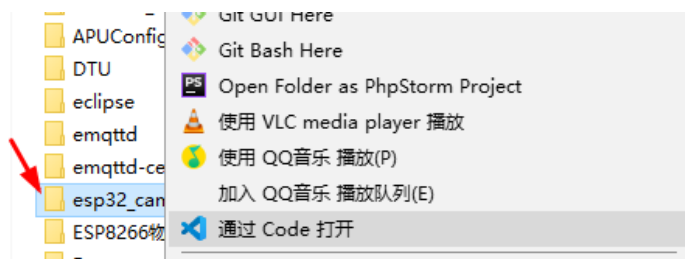 APUConfig
DTU
eclipse
emqttd
emqttd-ce
esp32_can
ESP8266物
Git GUI Here
Git Bash Here
Open Folder as PhpStorm Project
使用 VLC media player 播放
使用 QQ音乐 播放(P)
加入 QQ音乐 播放队列(E)
通过 Code 打开